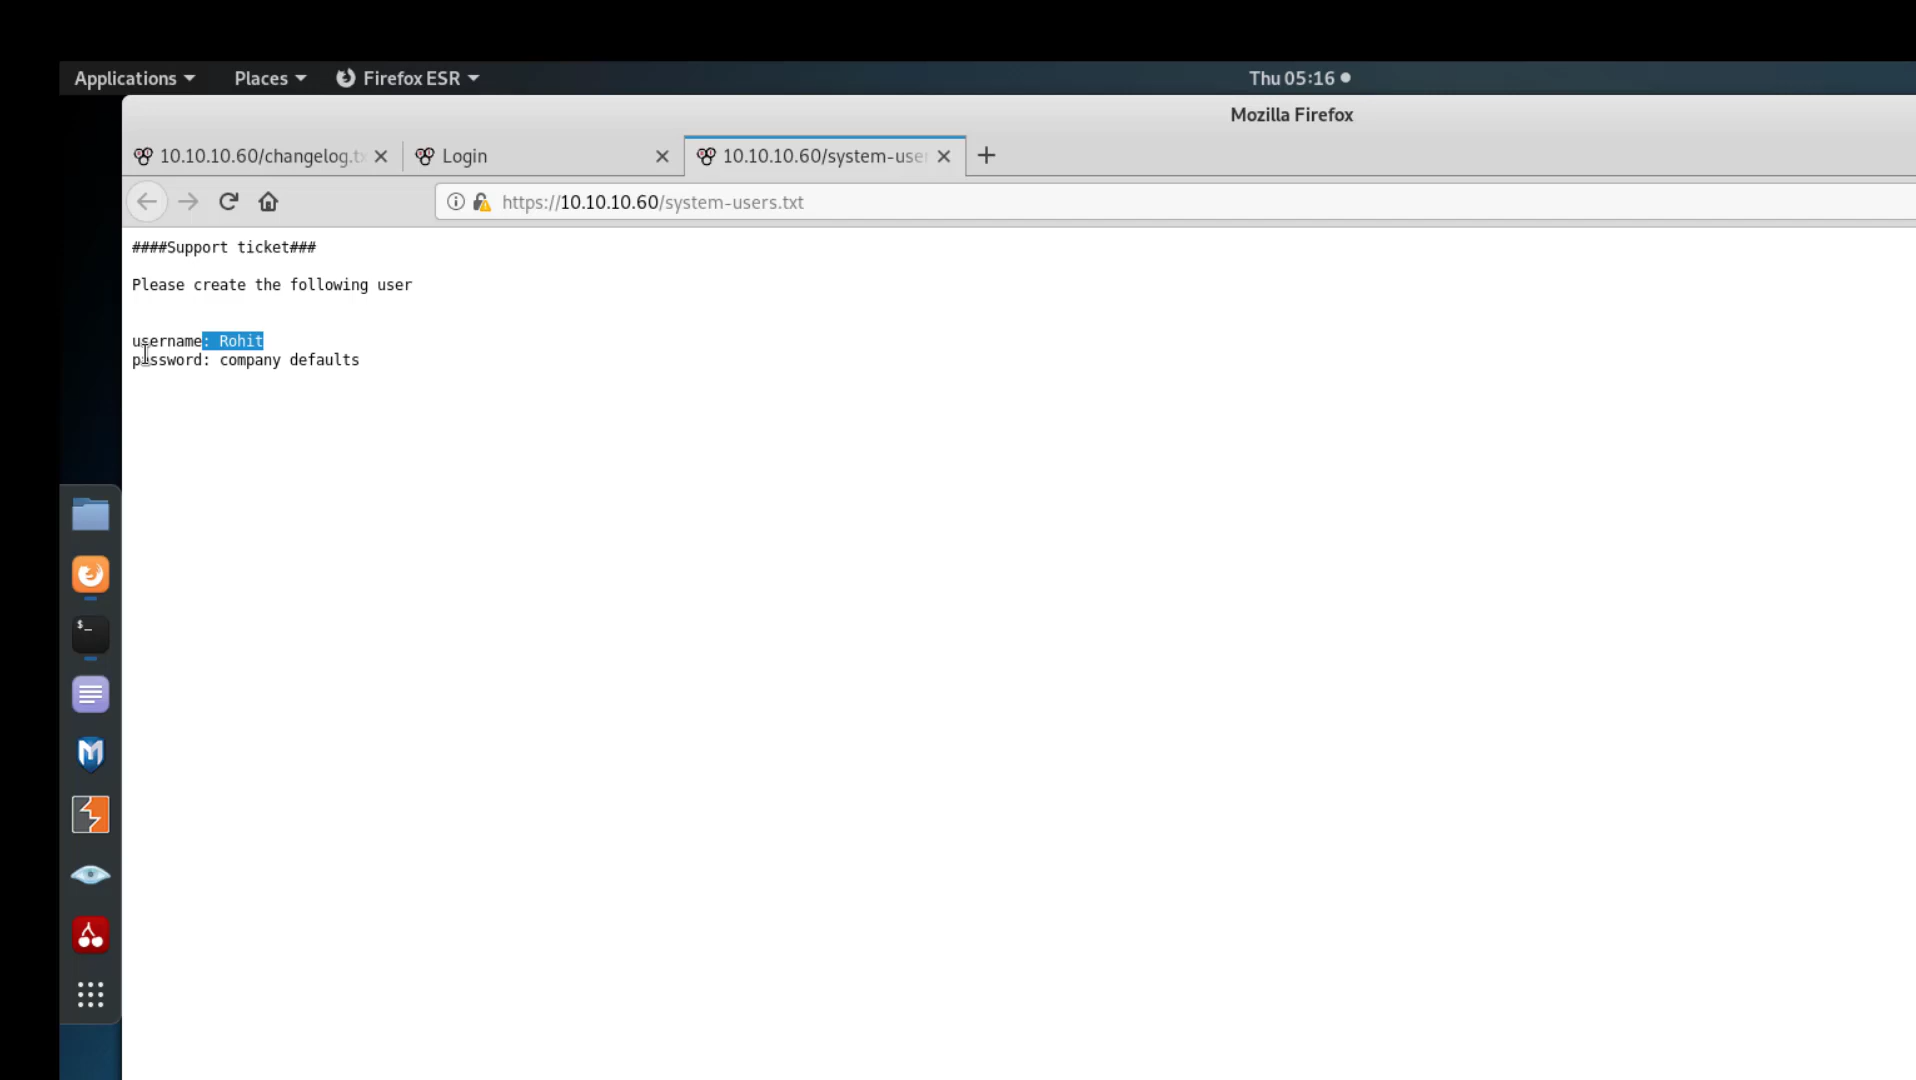 Applications Places Firefox ESR Thu 05:16
Mozilla Firefox
10.10.10.60/changelog.tx Login 10.10.10.60/system-user
https://10.10.10.60/system-users.txt
####Support ticket###
Please create the following user
username: Rohit
password: company defaults